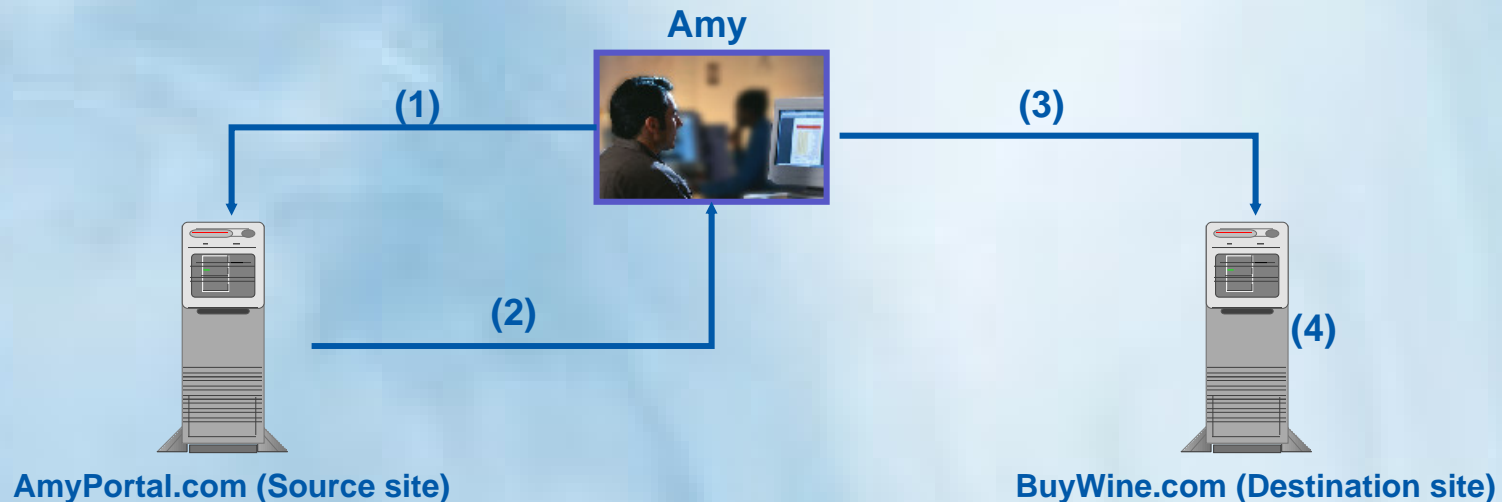 Amy
(1)
(3)
(2)
(4)
AmyPortal.com (Source site)
BuyWine.com (Destination site)